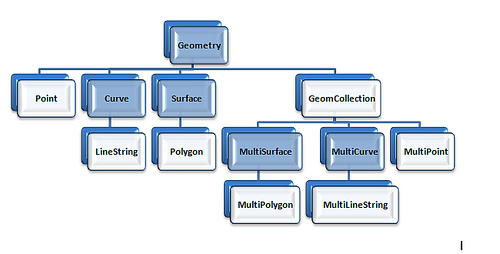 Geometry
Point
Curve
Surface
GeomCollection
LineString
Polygon
MultiSurface
MultiCurve
MultiPoint
MultiPolygon
MultiLineString